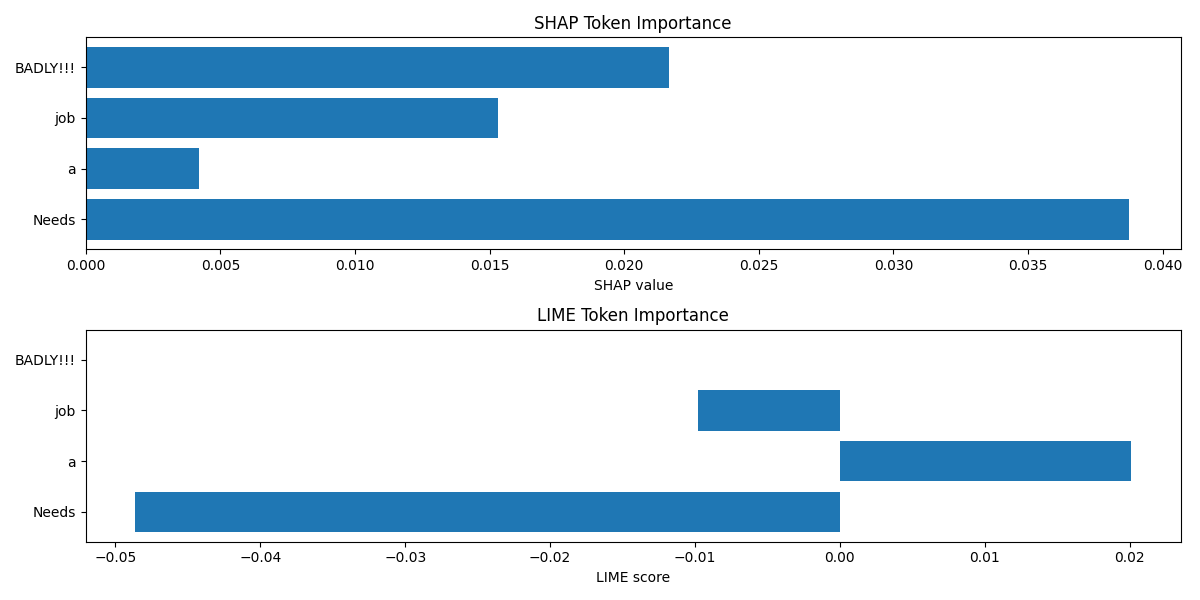 SHAP Token Importance
BADLY!!!
job
a
Needs
0.000 0.005 0.010 0.015 0.020 0.025 0.030 0.035 0.040
SHAP value
LIME Token Importance
BADLY!!!
job
a
Needs
−0.05 −0.04 −0.03 −0.02 −0.01 0.00 0.01 0.02
LIME score